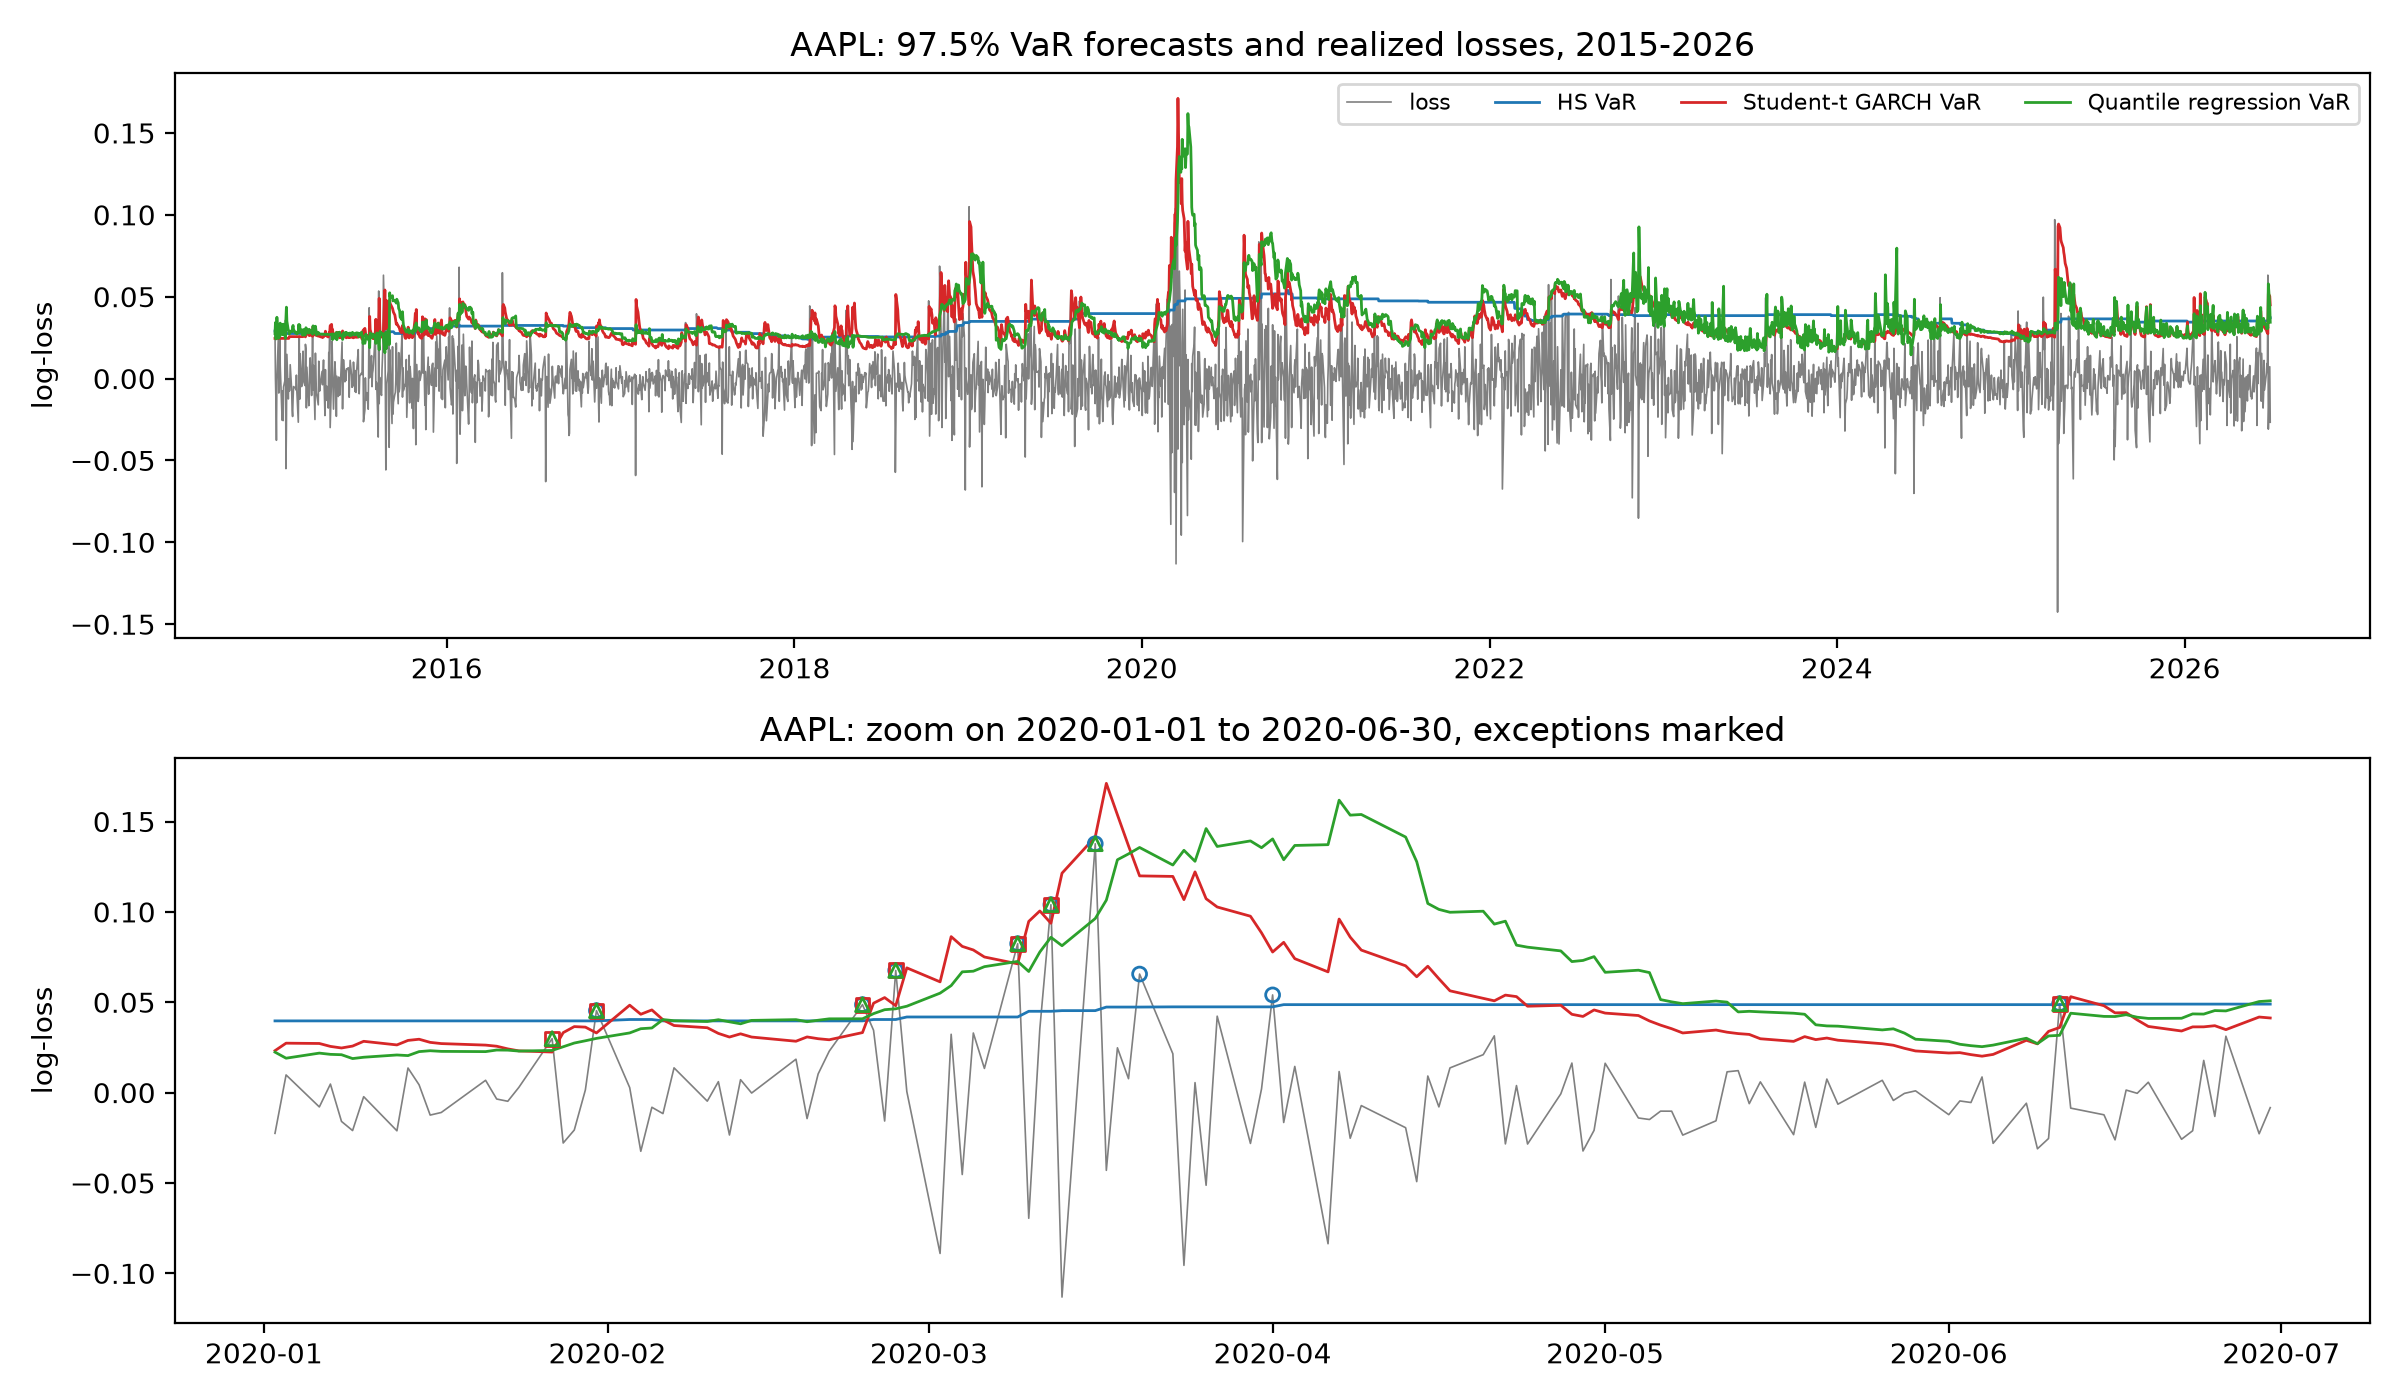 AAPL: 97.5% VaR forecasts and realized losses, 2015-2026
loss HS VaR Student-t GARCH VaR Quantile regression VaR
log-loss
0.15
0.10
0.05
0.00
−0.05
−0.10
−0.15
2016 2018 2020 2022 2024 2026
AAPL: zoom on 2020-01-01 to 2020-06-30, exceptions marked
log-loss
0.15
0.10
0.05
0.00
−0.05
−0.10
2020-01 2020-02 2020-03 2020-04 2020-05 2020-06 2020-07